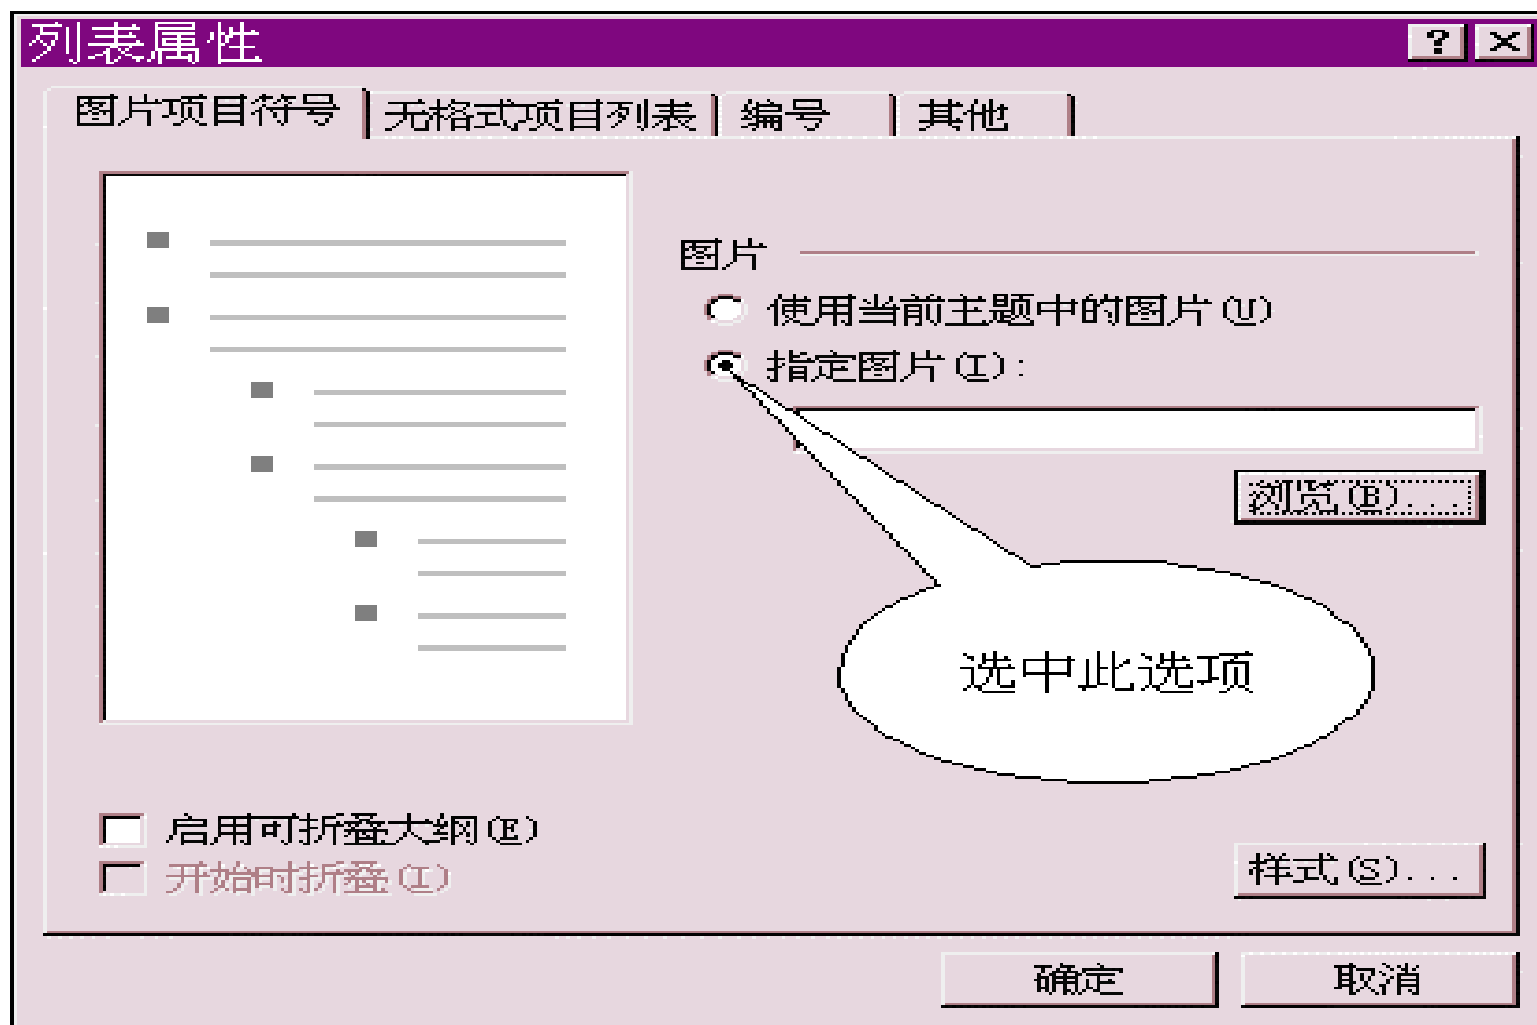 列表属性
图片项目符号 无格式项目列表 编号 其他
图片
使用当前主题中的图片(U)
指定图片(I):
浏览(B)...
选中此选项
启用可折叠大纲(E)
开始时折叠(I)
样式(S)...
确定 取消